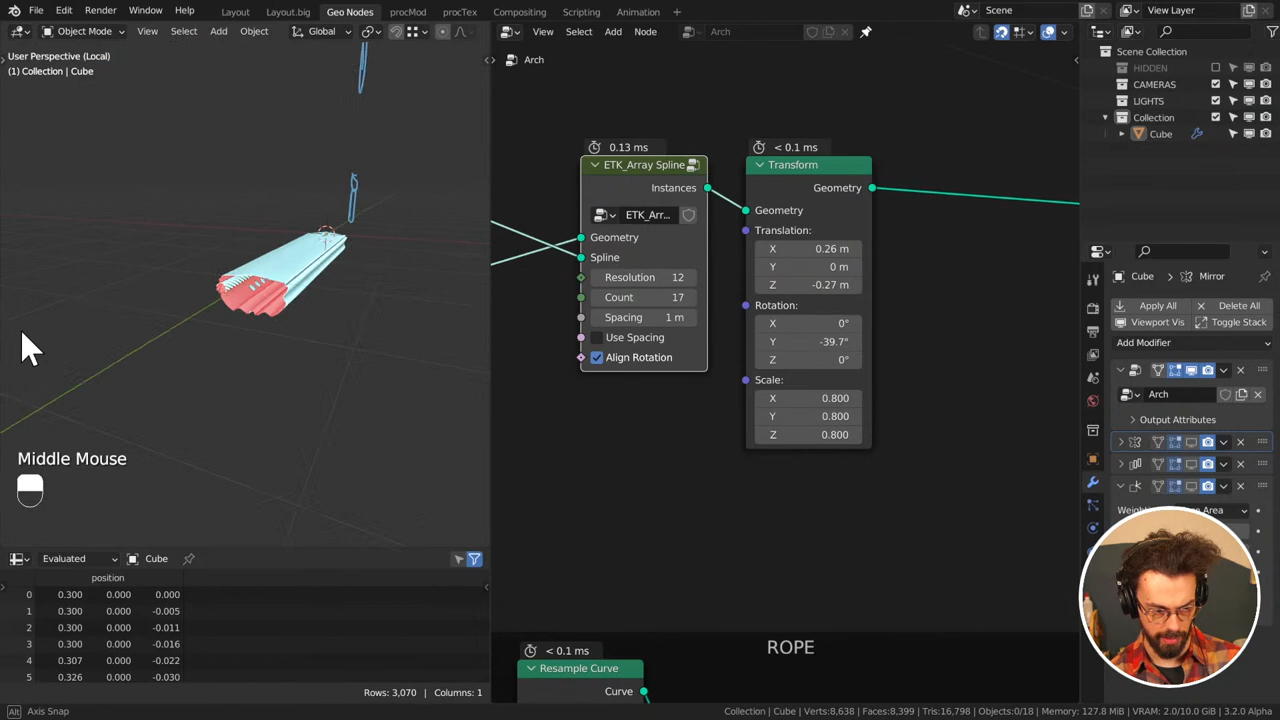 File Edit Render Window Help Layout Layout.big Geo Nodes procMod procTex Compositing Scripting Animation + Scene View Layer
Object Mode View Select Add Object Global View Select Add Node Arch
User Perspective (Local)
(1) Collection | Cube
Arch
Scene Collection
HIDDEN
CAMERAS
LIGHTS
Collection
Cube
0.13 ms
ETK_Array Spline
Instances
ETK_Arr...
Geometry
Spline
Resolution 12
Count 17
Spacing 1 m
Use Spacing
Align Rotation
< 0.1 ms
Transform
Geometry
Geometry
Translation:
X 0.26 m
Y 0 m
Z -0.27 m
Rotation:
X 0°
Y -39.7°
Z 0°
Scale:
X 0.800
Y 0.800
Z 0.800
Cube Mirror
Apply All Delete All
Viewport Vis Toggle Stack
Add Modifier
Arch
Output Attributes
Middle Mouse
Evaluated Cube
position
0 0.300 0.000 0.000
1 0.300 0.000 -0.005
2 0.300 0.000 -0.011
3 0.300 0.000 -0.016
4 0.307 0.000 -0.022
5 0.326 0.000 -0.030
Rows: 3,070 | Columns: 1
ROPE
< 0.1 ms
Resample Curve
Curve
Alt Axis Snap
Collection | Cube | Verts:8,638 | Faces:8,399 | Tris:16,798 | Objects:0/18 | Memory: 127.8 MiB | VRAM: 2.0/10.0 GiB | 3.2.0 Alpha